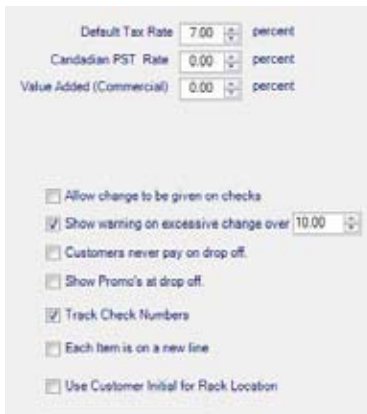 Default Tax Rate 7.00 percent
Candadian PST Rate 0.00 percent
Value Added (Commercial) 0.00 percent
Allow change to be given on checks
Show warning on excessive change over 10.00
Customers never pay on drop off.
Show Promo's at drop off.
Track Check Numbers
Each Item is on a new line
Use Customer Initial for Rack Location